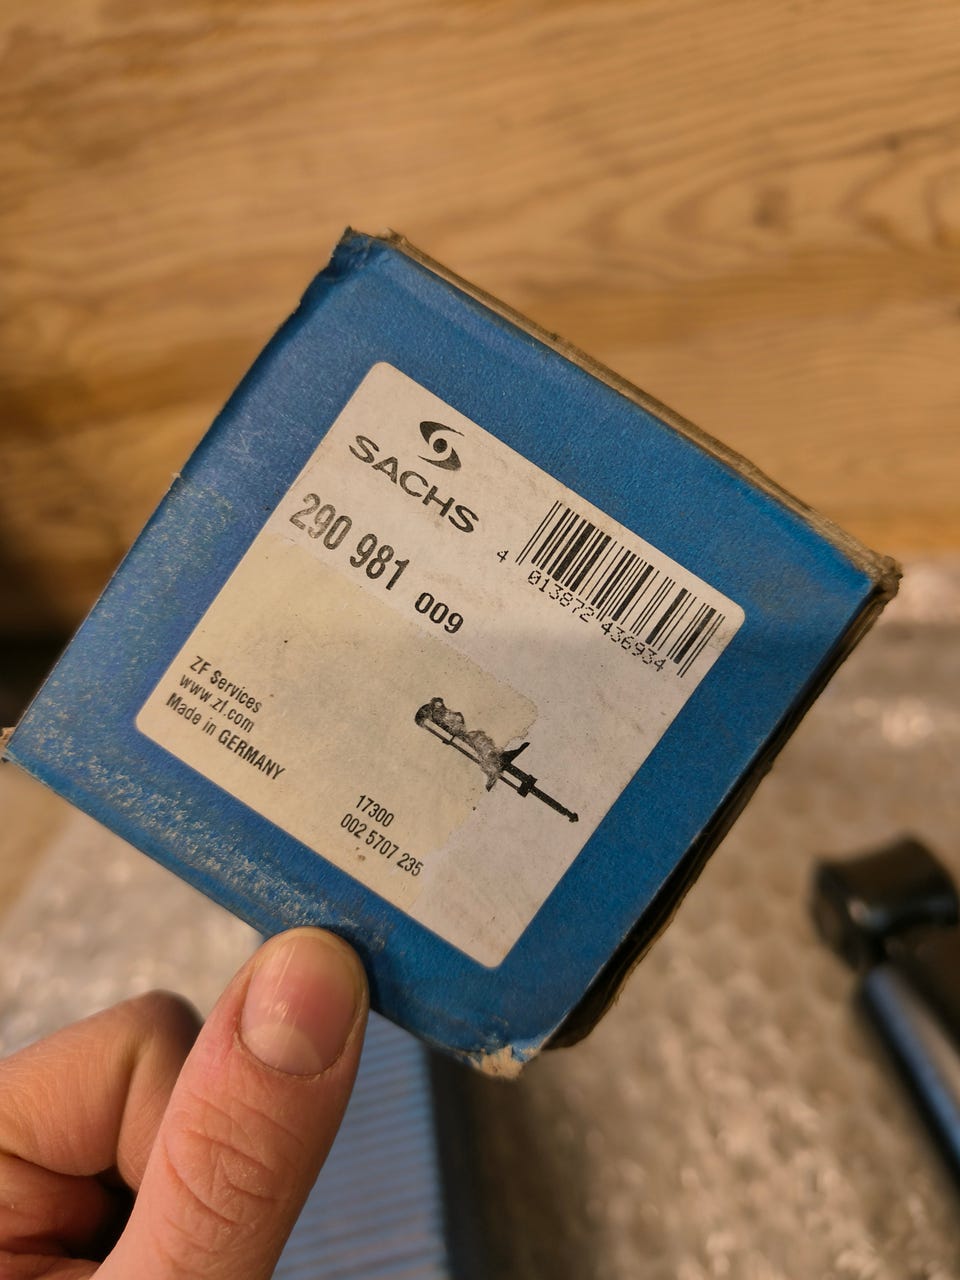 SACHS
290 981 009
4 013872 436934
ZF Services
www.zf.com
Made in GERMANY
17300
002 5707 235